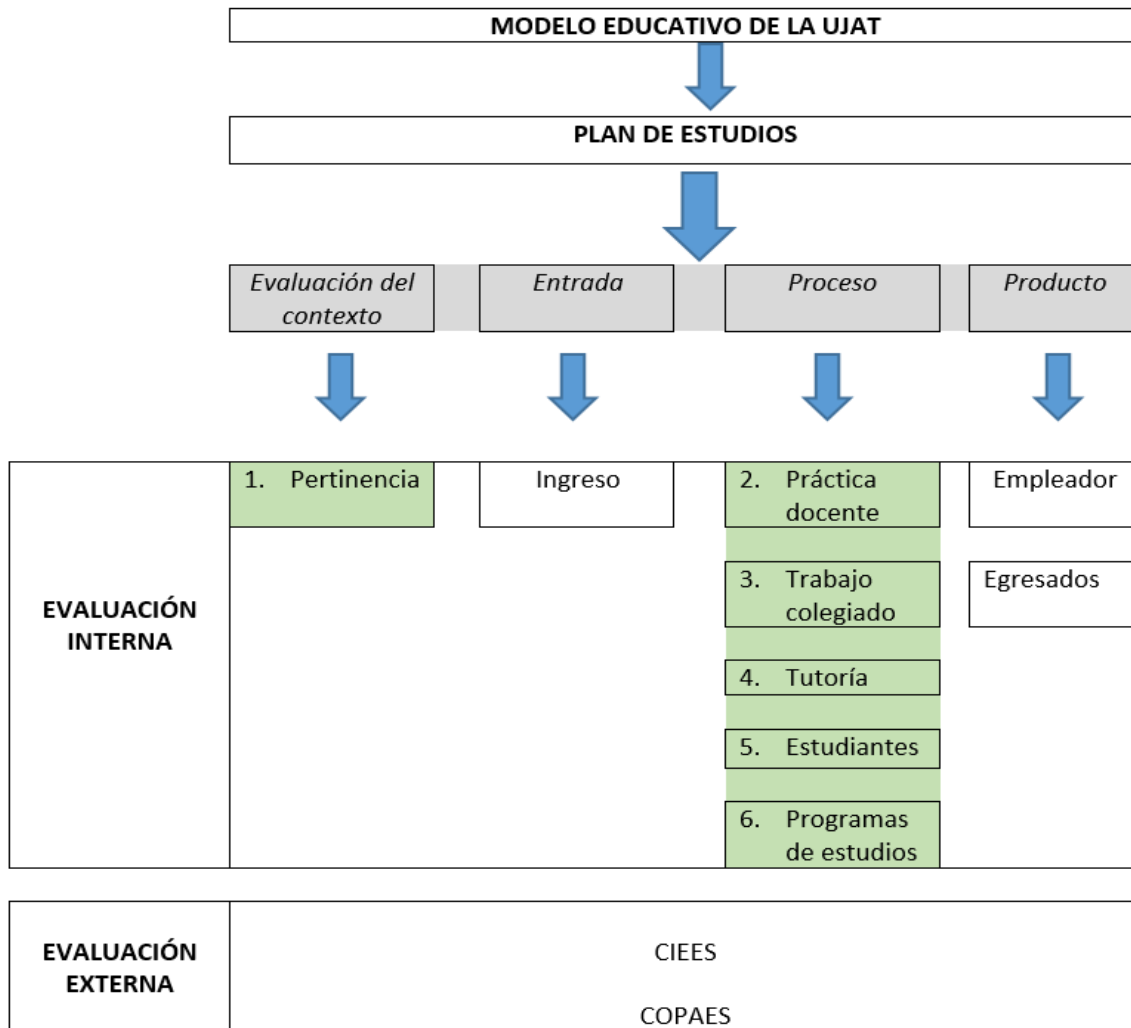 MODELO EDUCATIVO DE LA UJAT
PLAN DE ESTUDIOS
Evaluación del
contexto
Entrada
Proceso
Producto
EVALUACIÓN
INTERNA
1. Pertinencia
Ingreso
2. Práctica
docente
3. Trabajo
colegiado
4. Tutoría
5. Estudiantes
6. Programas
de estudios
Empleador
Egresados
EVALUACIÓN
EXTERNA
CIEES
COPAES